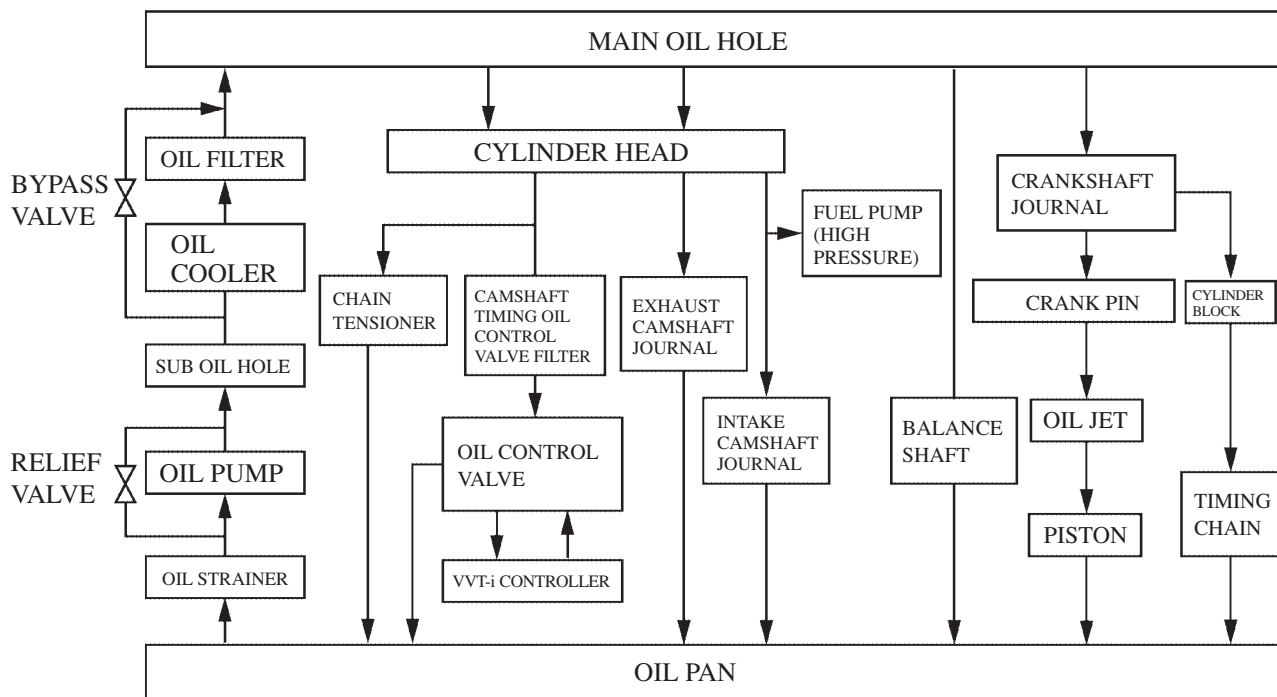 MAIN OIL HOLE
OIL FILTER
CYLINDER HEAD
BYPASS
VALVE
CRANKSHAFT
JOURNAL
FUEL PUMP
(HIGH
PRESSURE)
OIL
COOLER
CHAIN
TENSIONER
CAMSHAFT
TIMING OIL
CONTROL
VALVE FILTER
EXHAUST
CAMSHAFT
JOURNAL
CRANK PIN
CYLINDER
BLOCK
SUB OIL HOLE
INTAKE
CAMSHAFT
JOURNAL
BALANCE
SHAFT
OIL JET
RELIEF
VALVE
OIL PUMP
OIL CONTROL
VALVE
TIMING
CHAIN
PISTON
OIL STRAINER
VVT-i CONTROLLER
OIL PAN